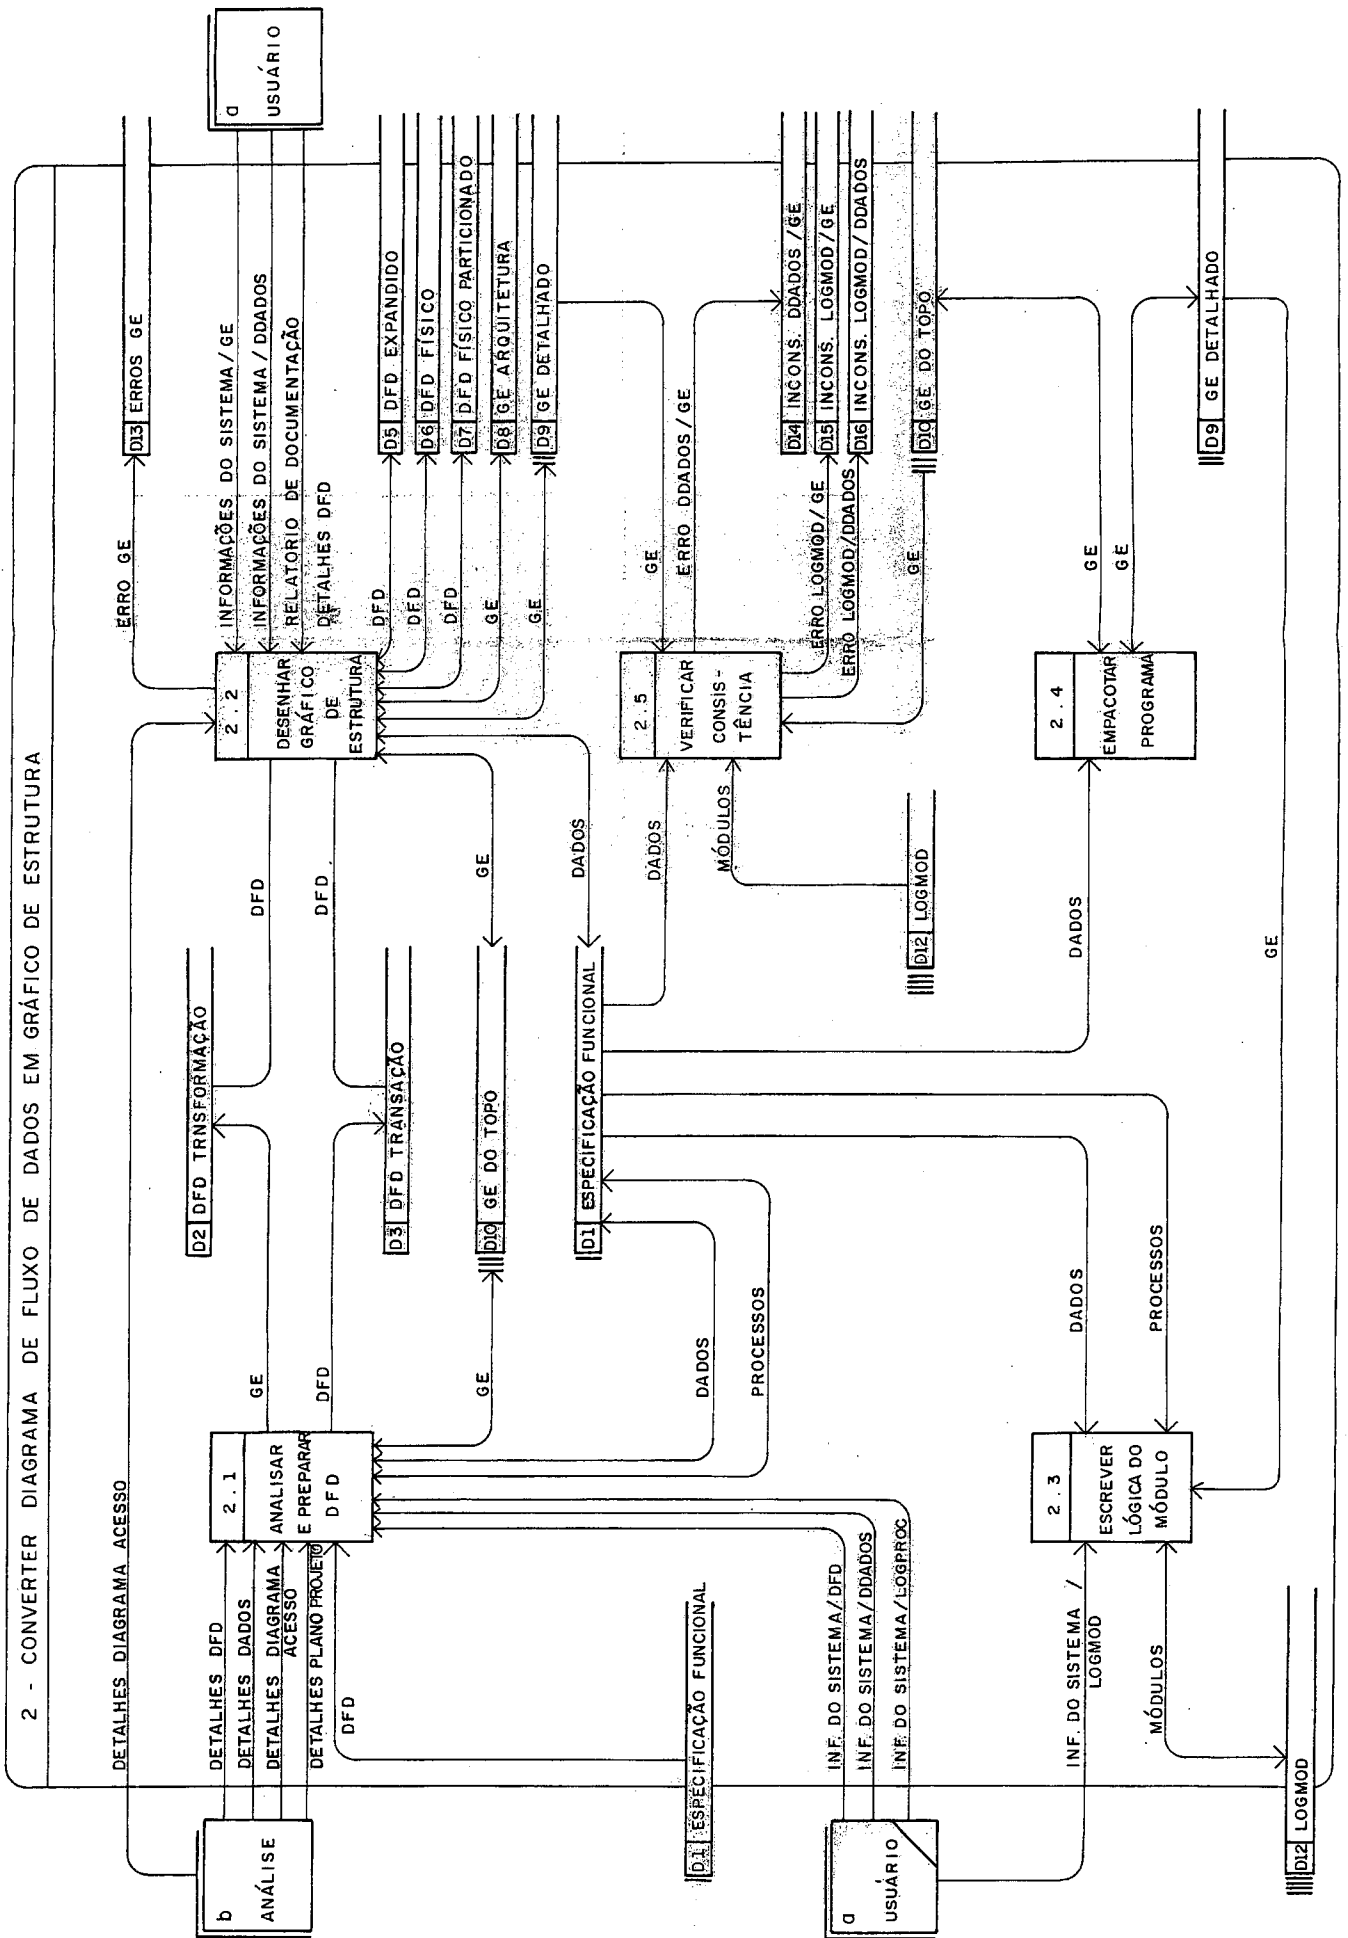 2 - CONVERTER DIAGRAMA DE FLUXO DE DADOS EM GRÁFICO DE ESTRUTURA
b
ANÁLISE
DETALHES DIAGRAMA ACESSO
DETALHES DFD
DETALHES DADOS
DETALHES DIAGRAMA
ACESSO
DETALHES PLANO PROJETO
DFD
D1 ESPECIFICAÇÃO FUNCIONAL
a
USUÁRIO
INF. DO SISTEMA/DFD
INF. DO SISTEMA/DDADOS
INF. DO SISTEMA/LOGPROC
INF. DO SISTEMA /
LOGMOD
MÓDULOS
D12 LOGMOD
2.1
ANALISAR
E PREPARAR
DFD
GE
DFD
GE
DADOS
PROCESSOS
2.3
ESCREVER
LÓGICA DO
MÓDULO
DADOS
PROCESSOS
GE
D2 DFD TRNSFORMAÇÃO
D3 DFD TRANSAÇÃO
D10 GE DO TOPO
D1 ESPECIFICAÇÃO FUNCIONAL
DFD
DFD
GE
DADOS
DADOS
MÓDULOS
D12 LOGMOD
DADOS
2.2
DESENHAR
GRÁFICO
DE
ESTRUTURA
2.5
VERIFICAR
CONSIS-
TÊNCIA
2.4
EMPACOTAR
PROGRAMA
ERRO GE
INFORMAÇÕES DO SISTEMA/GE
INFORMAÇÕES DO SISTEMA/DDADOS
RELATORIO DE DOCUMENTAÇÃO
DETALHES DFD
DFD
DFD
DFD
GE
GE
GE
ERRO DDADOS/GE
ERRO LOGMOD/GE
ERRO LOGMOD/DDADOS
GE
GE
GE
D13 ERROS GE
a
USUÁRIO
D5 DFD EXPANDIDO
D6 DFD FÍSICO
D7 DFD FÍSICO PARTICIONADO
D8 GE ARQUITETURA
D9 GE DETALHADO
D14 INCONS. DDADOS/GE
D15 INCONS. LOGMOD/GE
D16 INCONS. LOGMOD/DDADOS
D10 GE DO TOPO
D9 GE DETALHADO